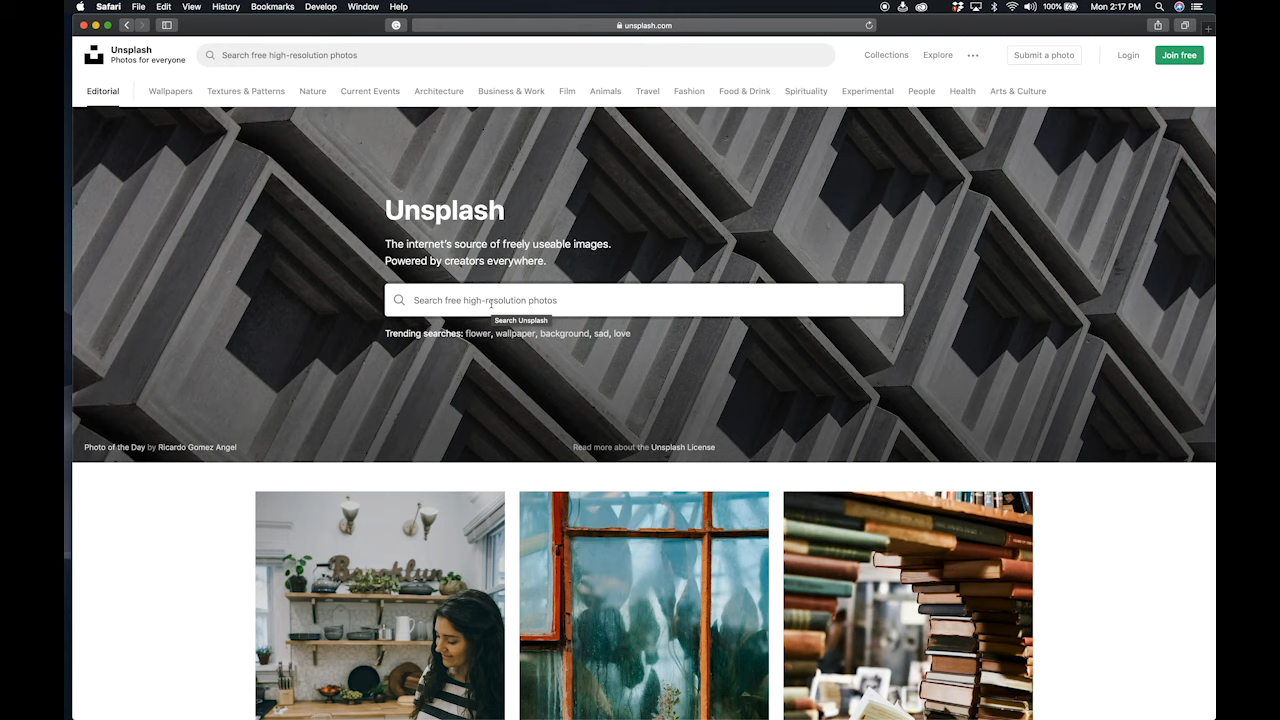 Safari File Edit View History Bookmarks Develop Window Help 100% Mon 2:17 PM
unsplash.com
Unsplash
Photos for everyone
Search free high-resolution photos
Collections Explore ••• Submit a photo Login Join free
Editorial Wallpapers Textures & Patterns Nature Current Events Architecture Business & Work Film Animals Travel Fashion Food & Drink Spirituality Experimental People Health Arts & Culture
Unsplash
The internet's source of freely useable images.
Powered by creators everywhere.
Search free high-resolution photos
Search Unsplash
Trending searches: flower, wallpaper, background, sad, love
Photo of the Day by Ricardo Gomez Angel
Read more about the Unsplash License
Brooklyn